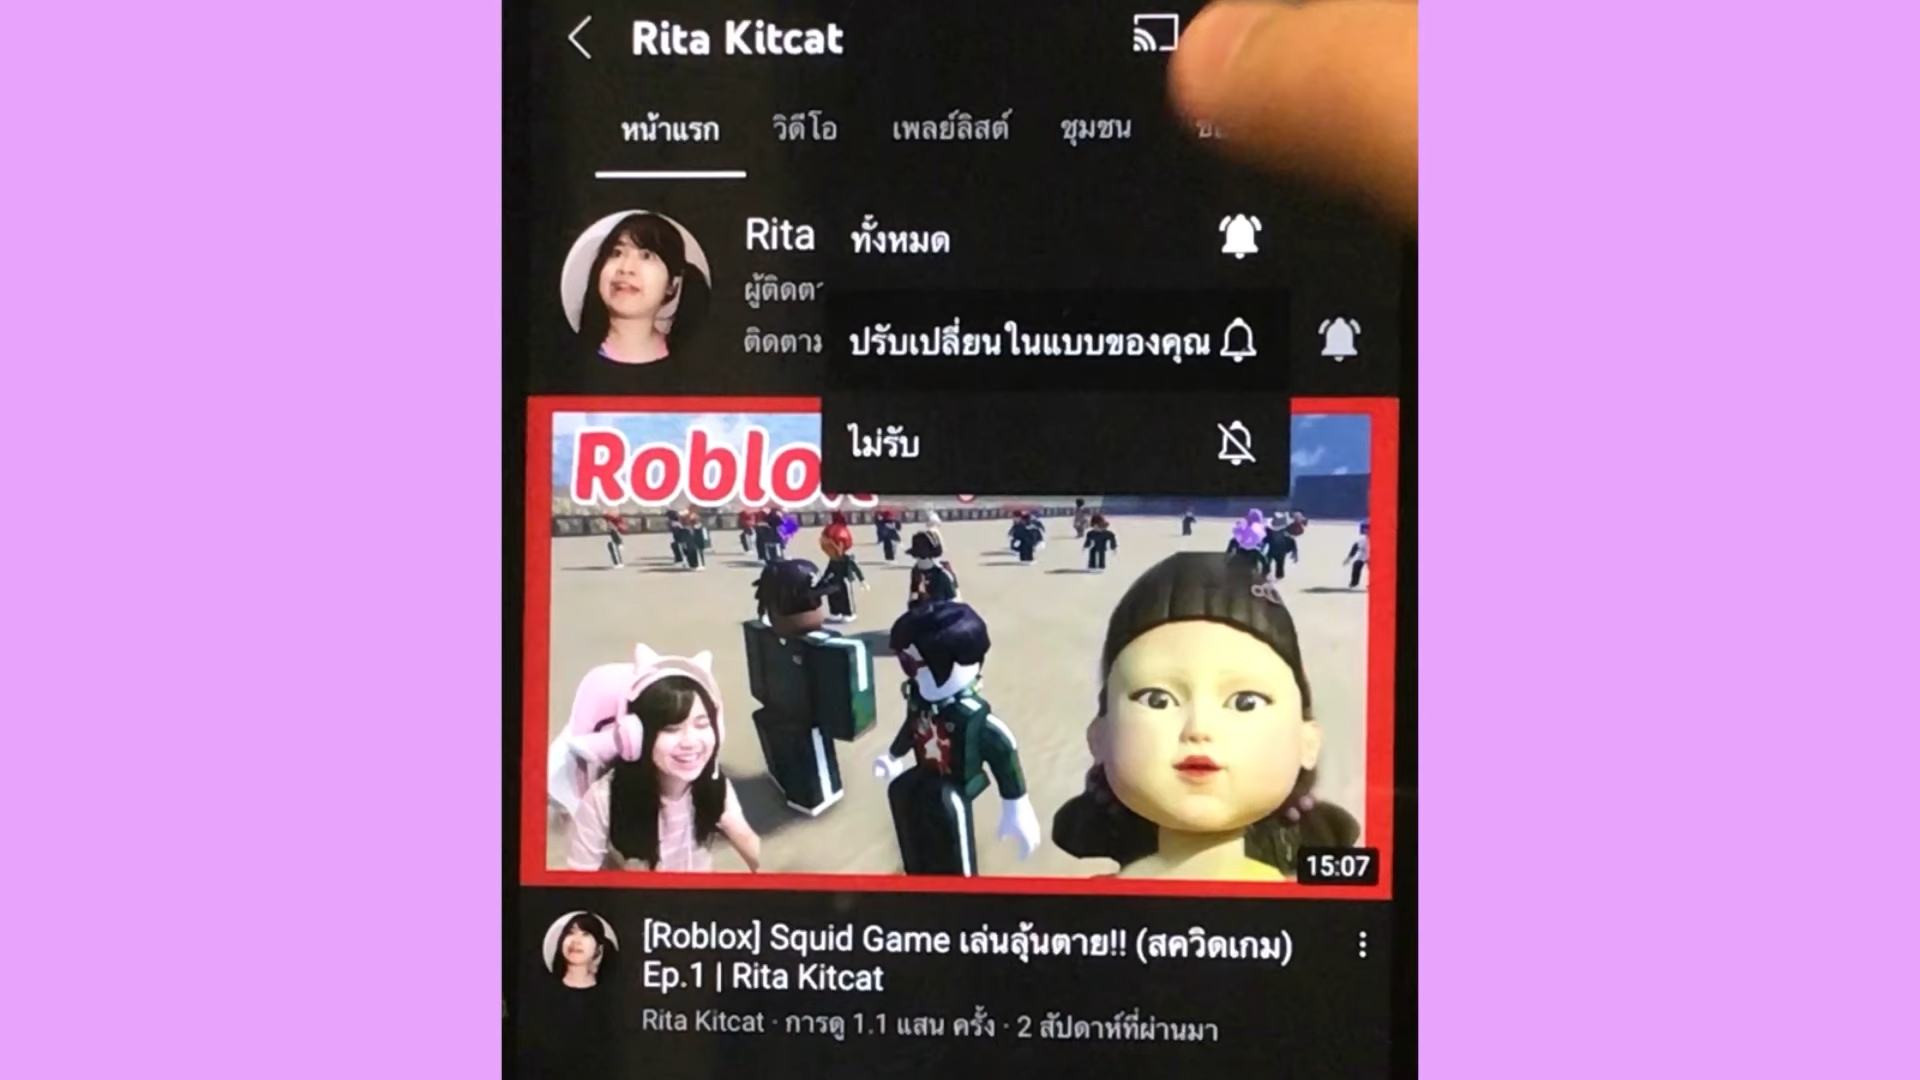 Rita Kitcat
หน้าแรก วิดีโอ เพลย์ลิสต์ ชุมชน
Rita
ทั้งหมด
ปรับเปลี่ยนในแบบของคุณ
ไม่รับ
Roblox
15:07
[Roblox] Squid Game เล่นลุ้นตาย!! (สควิดเกม)
Ep.1 | Rita Kitcat
Rita Kitcat · การดู 1.1 แสน ครั้ง · 2 สัปดาห์ที่ผ่านมา